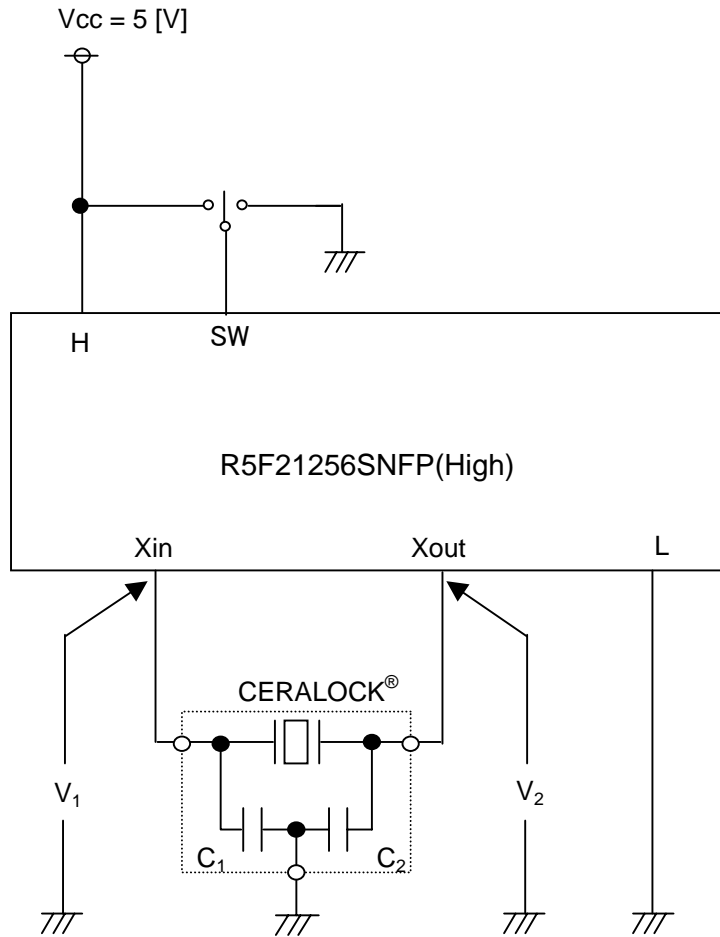 Vcc = 5 [V]
H
SW
R5F21256SNFP(High)
Xin
Xout
L
CERALOCK®
V₁
V₂
C₁
C₂